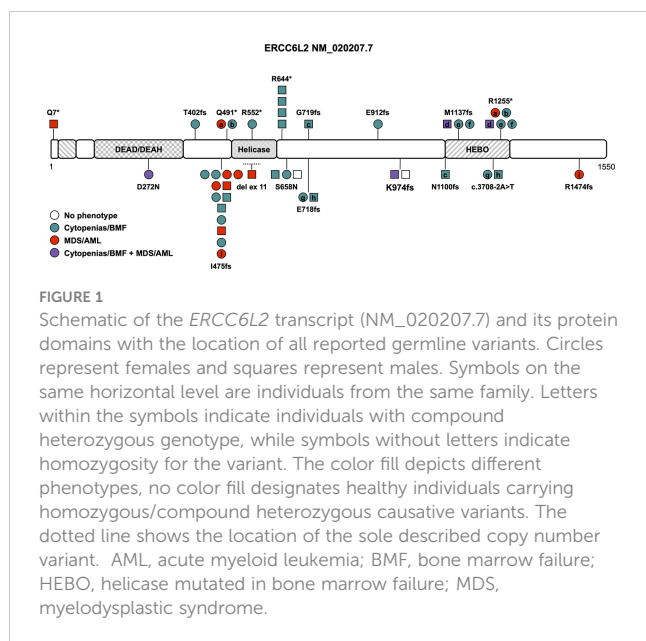 ERCC6L2 NM_020207.7
R644*
Q7*
T402fs
Q491*
R552*
G719fs
E912fs
M1137fs
R1255*
a
b
c
d
e
f
a
b
d
e
f
DEAD/DEAH
Helicase
HEBO
1
1550
D272N
del ex 11
S658N
K974fs
N1100fs
c.3708-2A>T
R1474fs
c
g
h
i
g
h
E718fs
i
I475fs
No phenotype
Cytopenias/BMF
MDS/AML
Cytopenias/BMF + MDS/AML
FIGURE 1
Schematic of the ERCC6L2 transcript (NM_020207.7) and its protein
domains with the location of all reported germline variants. Circles
represent females and squares represent males. Symbols on the
same horizontal level are individuals from the same family. Letters
within the symbols indicate individuals with compound
heterozygous genotype, while symbols without letters indicate
homozygosity for the variant. The color fill depicts different
phenotypes, no color fill designates healthy individuals carrying
homozygous/compound heterozygous causative variants. The
dotted line shows the location of the sole described copy number
variant. AML, acute myeloid leukemia; BMF, bone marrow failure;
HEBO, helicase mutated in bone marrow failure; MDS,
myelodysplastic syndrome.